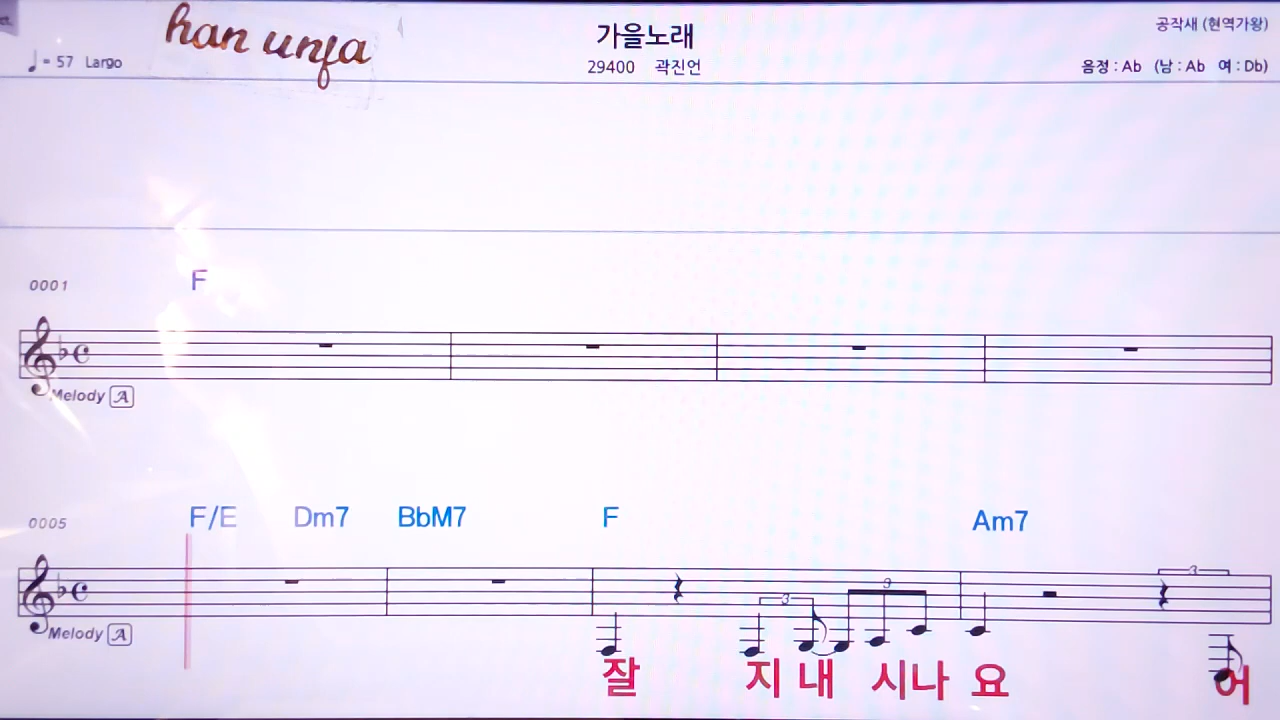 han unfa
가을노래
공작새 (현역가왕)
♩= 57 Largo
29400 곽진언
음정 : Ab (남 : Ab 여 : Db)
0001 F
Melody A
0005 F/E Dm7 BbM7 F Am7
3 9 3
Melody A
잘 지 내 시나 요 어